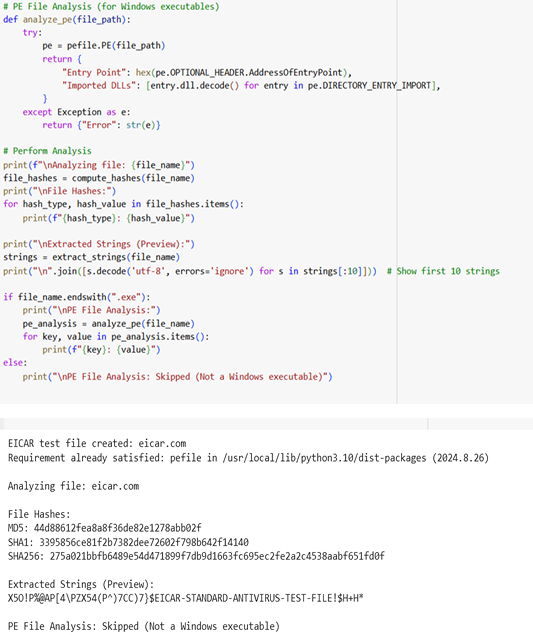 # PE File Analysis (for Windows executables)
def analyze_pe(file_path):
    try:
        pe = pefile.PE(file_path)
        return {
            "Entry Point": hex(pe.OPTIONAL_HEADER.AddressOfEntryPoint),
            "Imported DLLs": [entry.dll.decode() for entry in pe.DIRECTORY_ENTRY_IMPORT],
        }
    except Exception as e:
        return {"Error": str(e)}

# Perform Analysis
print(f"\nAnalyzing file: {file_name}")
file_hashes = compute_hashes(file_name)
print("\nFile Hashes:")
for hash_type, hash_value in file_hashes.items():
    print(f"{hash_type}: {hash_value}")

print("\nExtracted Strings (Preview):")
strings = extract_strings(file_name)
print("\n".join([s.decode('utf-8', errors='ignore') for s in strings[:10]]))  # Show first 10 strings

if file_name.endswith(".exe"):
    print("\nPE File Analysis:")
    pe_analysis = analyze_pe(file_name)
    for key, value in pe_analysis.items():
        print(f"{key}: {value}")
else:
    print("\nPE File Analysis: Skipped (Not a Windows executable)")

EICAR test file created: eicar.com
Requirement already satisfied: pefile in /usr/local/lib/python3.10/dist-packages (2024.8.26)

Analyzing file: eicar.com

File Hashes:
MD5: 44d88612fea8a8f36de82e1278abb02f
SHA1: 3395856ce81f2b7382dee72602f798b642f14140
SHA256: 275a021bbfb6489e54d471899f7db9d1663fc695ec2fe2a2c4538aabf651fd0f

Extracted Strings (Preview):
X5O!P%@AP[4\PZX54(P^)7CC)7}$EICAR-STANDARD-ANTIVIRUS-TEST-FILE!$H+H*

PE File Analysis: Skipped (Not a Windows executable)